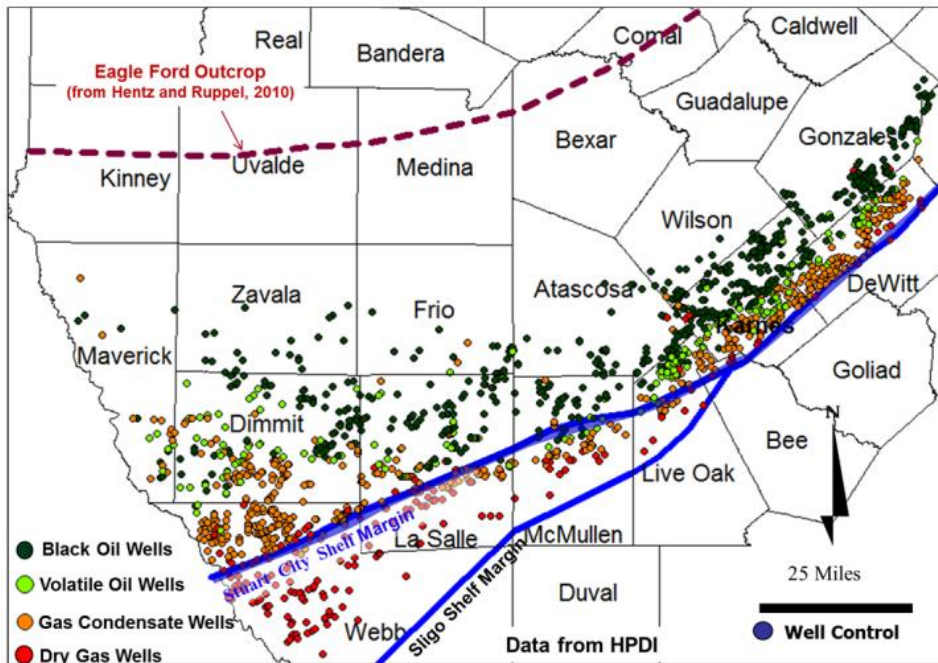 Real
Bandera
Comal
Caldwell
Eagle Ford Outcrop
(from Hentz and Ruppel, 2010)
Guadalupe
Gonzales
Bexar
Kinney
Uvalde
Medina
Wilson
Zavala
Frio
Atascosa
DeWitt
Karnes
Maverick
Goliad
Dimmit
N
Bee
Live Oak
La Salle
McMullen
Stuart City Shelf Margin
Sligo Shelf Margin
Black Oil Wells
Volatile Oil Wells
Gas Condensate Wells
Dry Gas Wells
Duval
Webb
25 Miles
Data from HPDI
Well Control